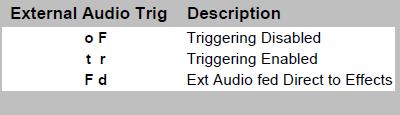 External Audio Trig Description
o F Triggering Disabled
t r Triggering Enabled
F d Ext Audio fed Direct to Effects